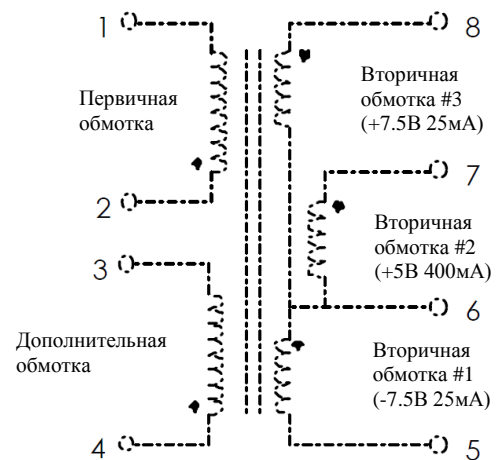 1
8
Первичная
обмотка
Вторичная
обмотка #3
(+7.5В 25мА)
2
7
3
Вторичная
обмотка #2
(+5В 400мА)
6
Дополнительная
обмотка
Вторичная
обмотка #1
(-7.5В 25мА)
4
5